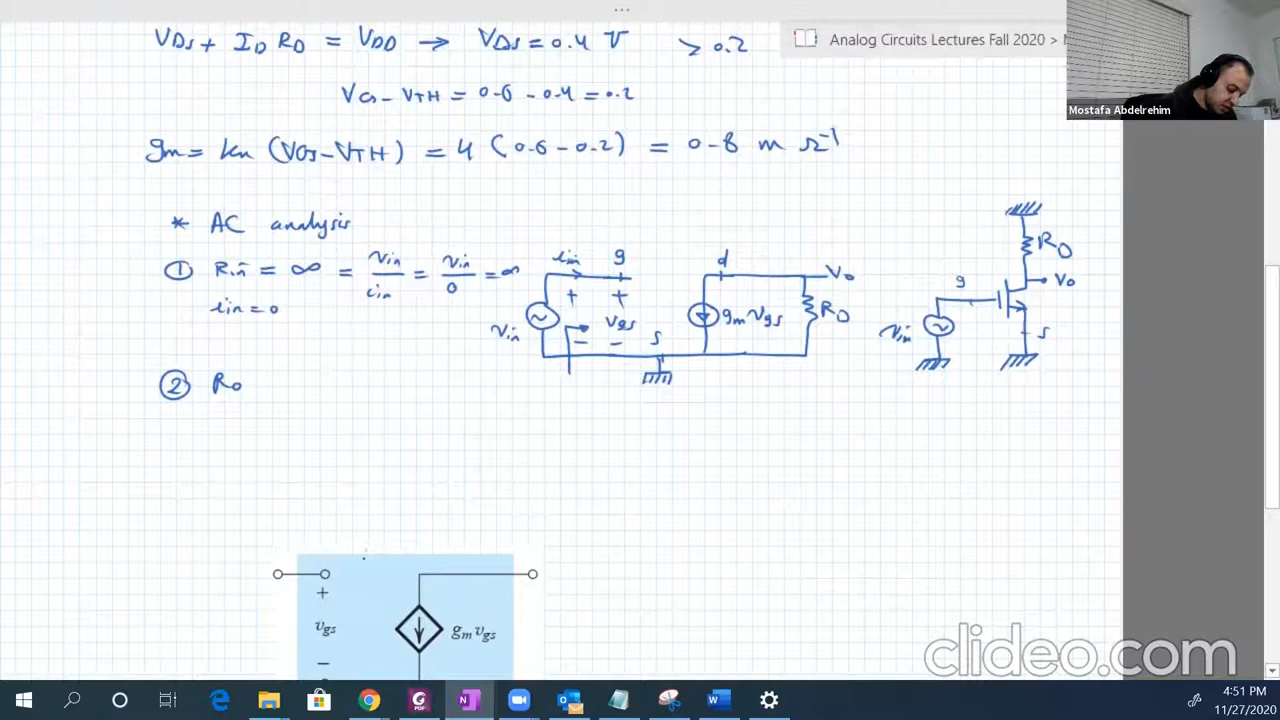 VDS + ID RD = VDD → VDS = 0.4 V > 0.2
Analog Circuits Lectures Fall 2020 >
Mostafa Abdelrehim
VGS - VTH = 0.6 - 0.4 = 0.2
gm = kn (VGS - VTH) = 4 (0.6 - 0.2) = 0.8 m Ω⁻¹
* AC analysis
① Rin = ∞ = vin/iin = vin/0 = ∞
iin = 0
iin g
+ +
vin vgs
- - s
d Vo
gm vgs RD
RD
Vo
g
vin s
② Ro
+
vgs gm vgs
−
clideo.com
4:51 PM
11/27/2020